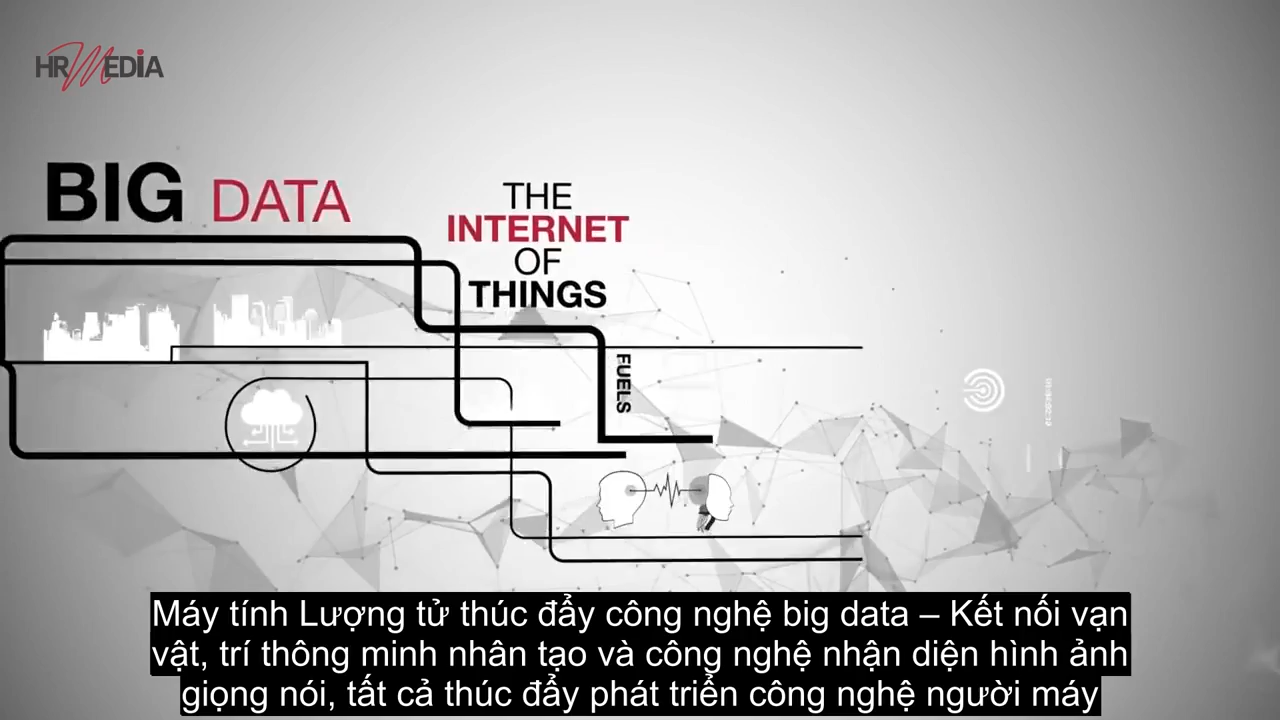 HRMEDIA
BIG DATA
THE
INTERNET
OF
THINGS
FUELS
Máy tính Lượng tử thúc đẩy công nghệ big data – Kết nối vạn
vật, trí thông minh nhân tạo và công nghệ nhận diện hình ảnh
giọng nói, tất cả thúc đẩy phát triển công nghệ người máy